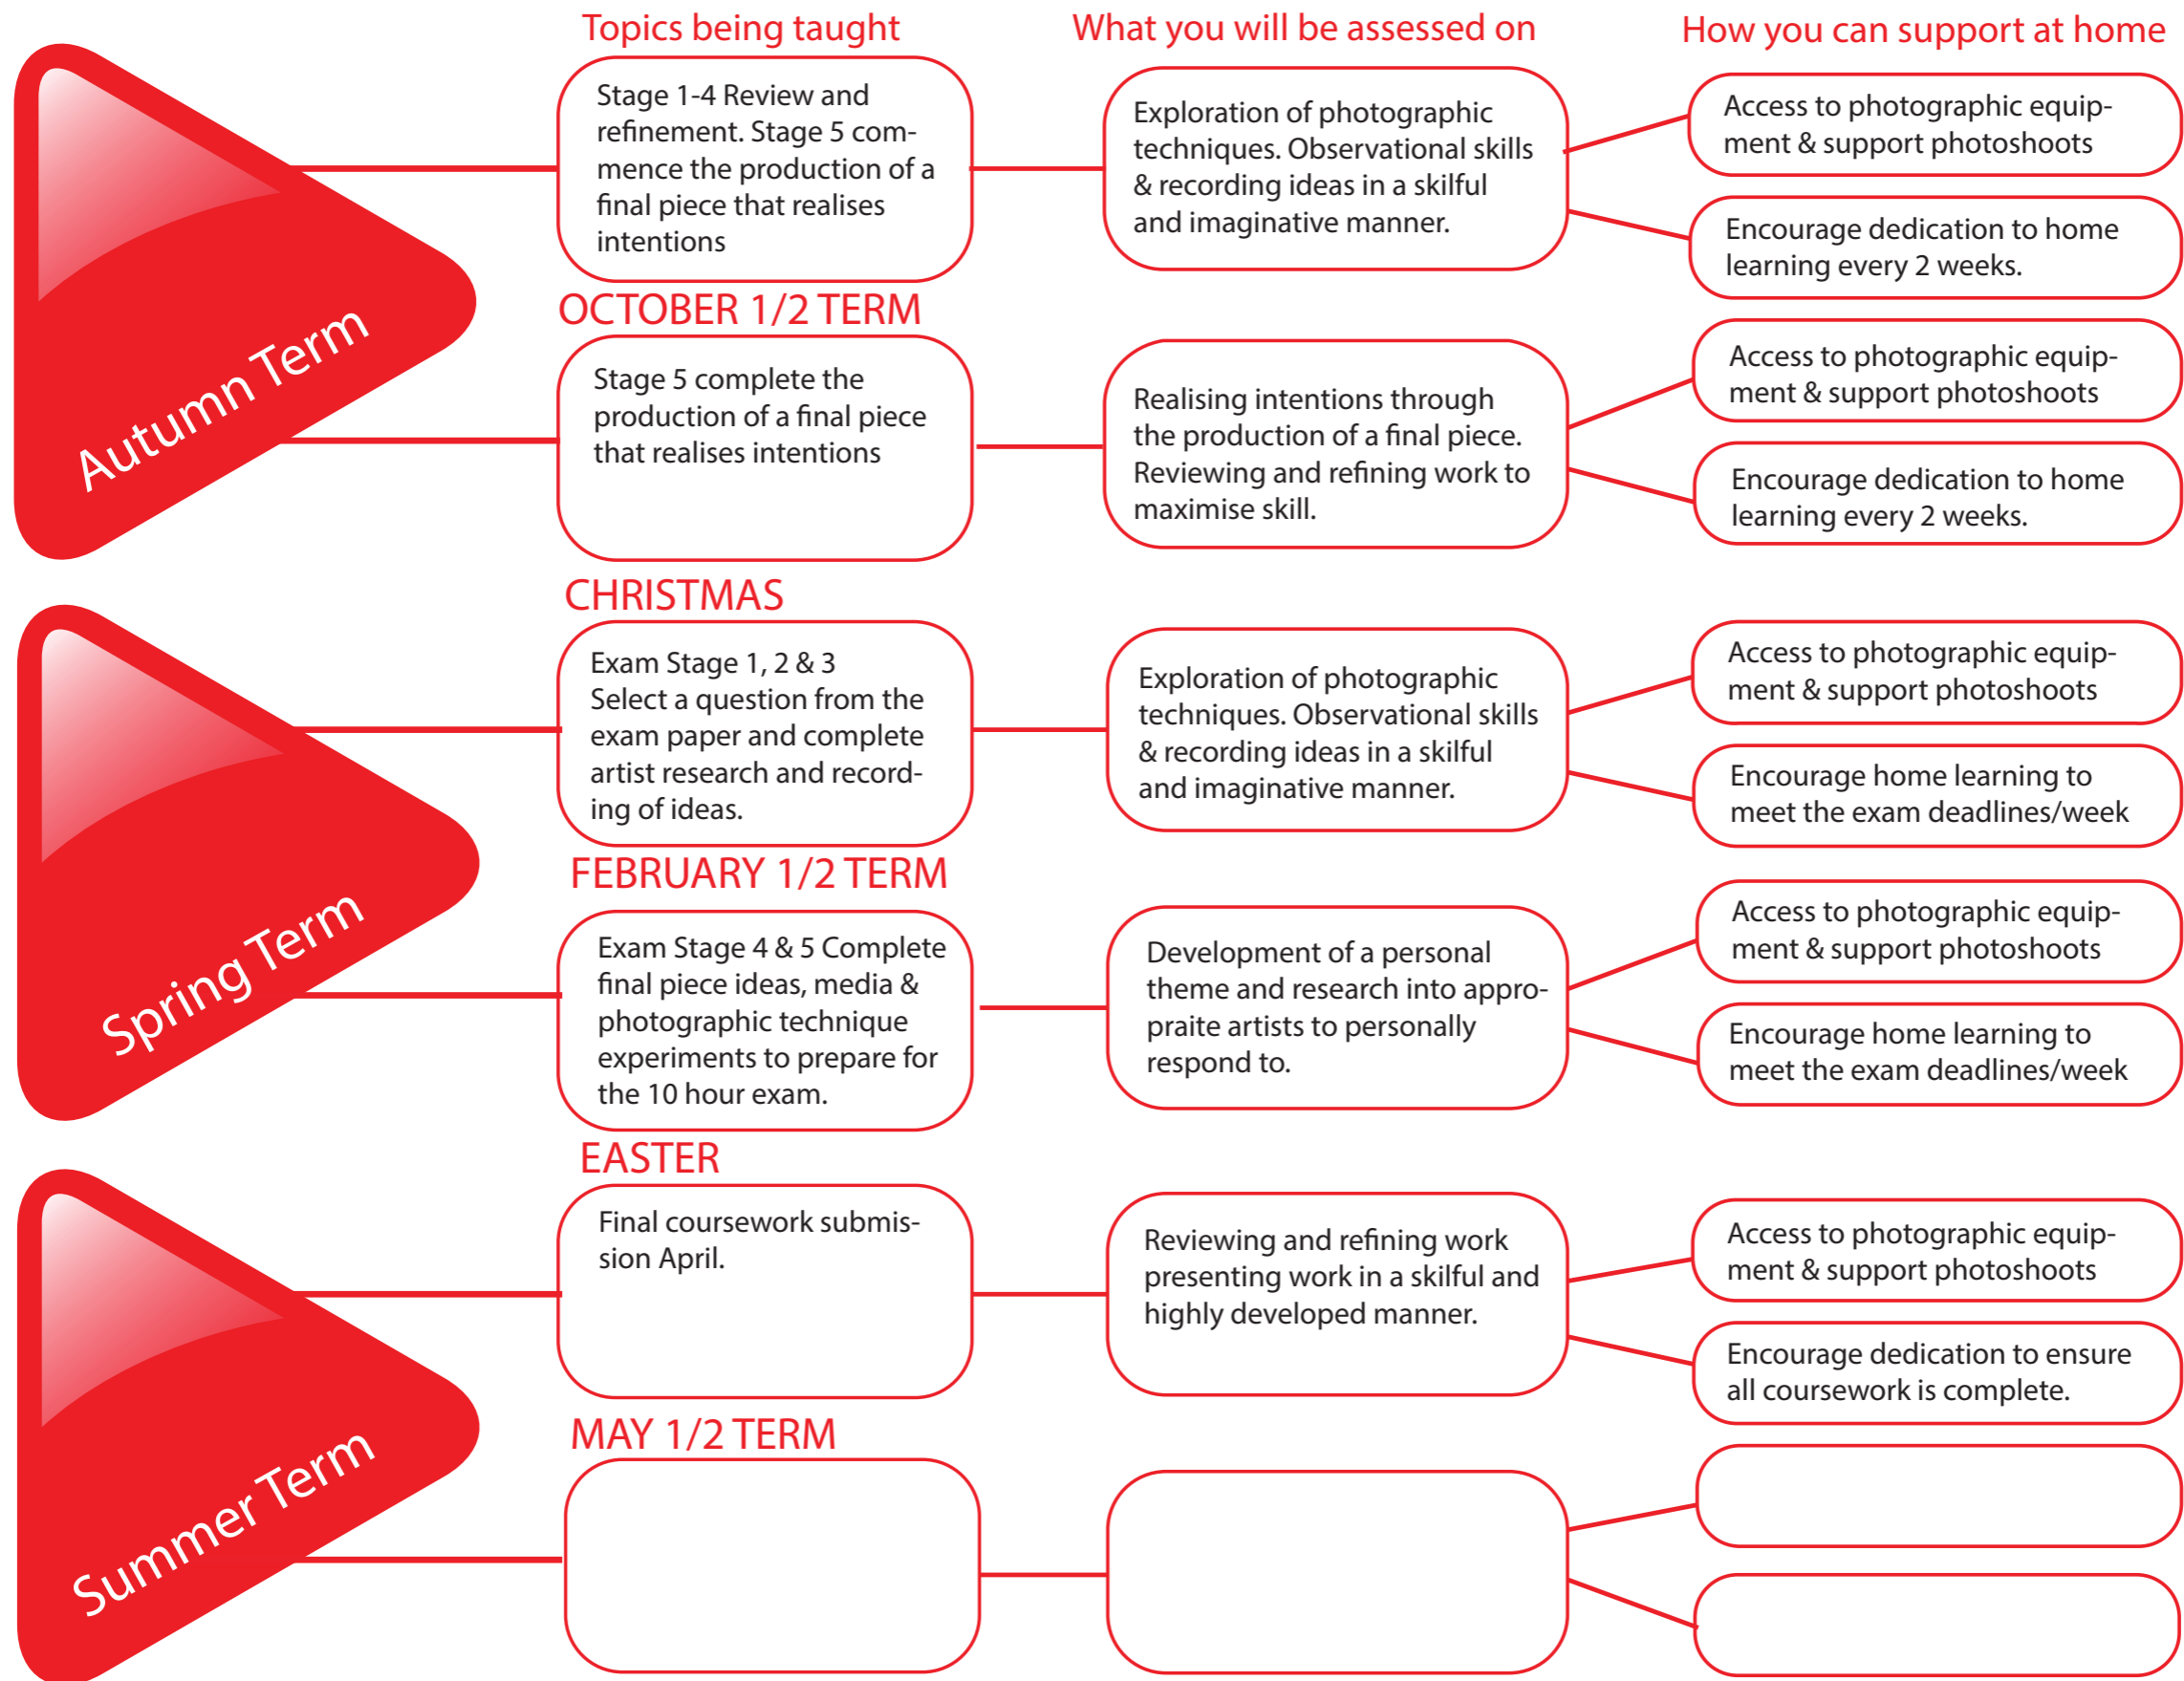 Topics being taught
What you will be assessed on
How you can support at home
Autumn Term
Stage 1-4 Review and
refinement. Stage 5 com-
mence the production of a
final piece that realises
intentions
Exploration of photographic
techniques. Observational skills
& recording ideas in a skilful
and imaginative manner.
Access to photographic equip-
ment & support photoshoots
Encourage dedication to home
learning every 2 weeks.
OCTOBER 1/2 TERM
Stage 5 complete the
production of a final piece
that realises intentions
Realising intentions through
the production of a final piece.
Reviewing and refining work to
maximise skill.
Access to photographic equip-
ment & support photoshoots
Encourage dedication to home
learning every 2 weeks.
CHRISTMAS
Spring Term
Exam Stage 1, 2 & 3
Select a question from the
exam paper and complete
artist research and record-
ing of ideas.
Exploration of photographic
techniques. Observational skills
& recording ideas in a skilful
and imaginative manner.
Access to photographic equip-
ment & support photoshoots
Encourage home learning to
meet the exam deadlines/week
FEBRUARY 1/2 TERM
Exam Stage 4 & 5 Complete
final piece ideas, media &
photographic technique
experiments to prepare for
the 10 hour exam.
Development of a personal
theme and research into appro-
praite artists to personally
respond to.
Access to photographic equip-
ment & support photoshoots
Encourage home learning to
meet the exam deadlines/week
EASTER
Summer Term
Final coursework submis-
sion April.
Reviewing and refining work
presenting work in a skilful and
highly developed manner.
Access to photographic equip-
ment & support photoshoots
Encourage dedication to ensure
all coursework is complete.
MAY 1/2 TERM